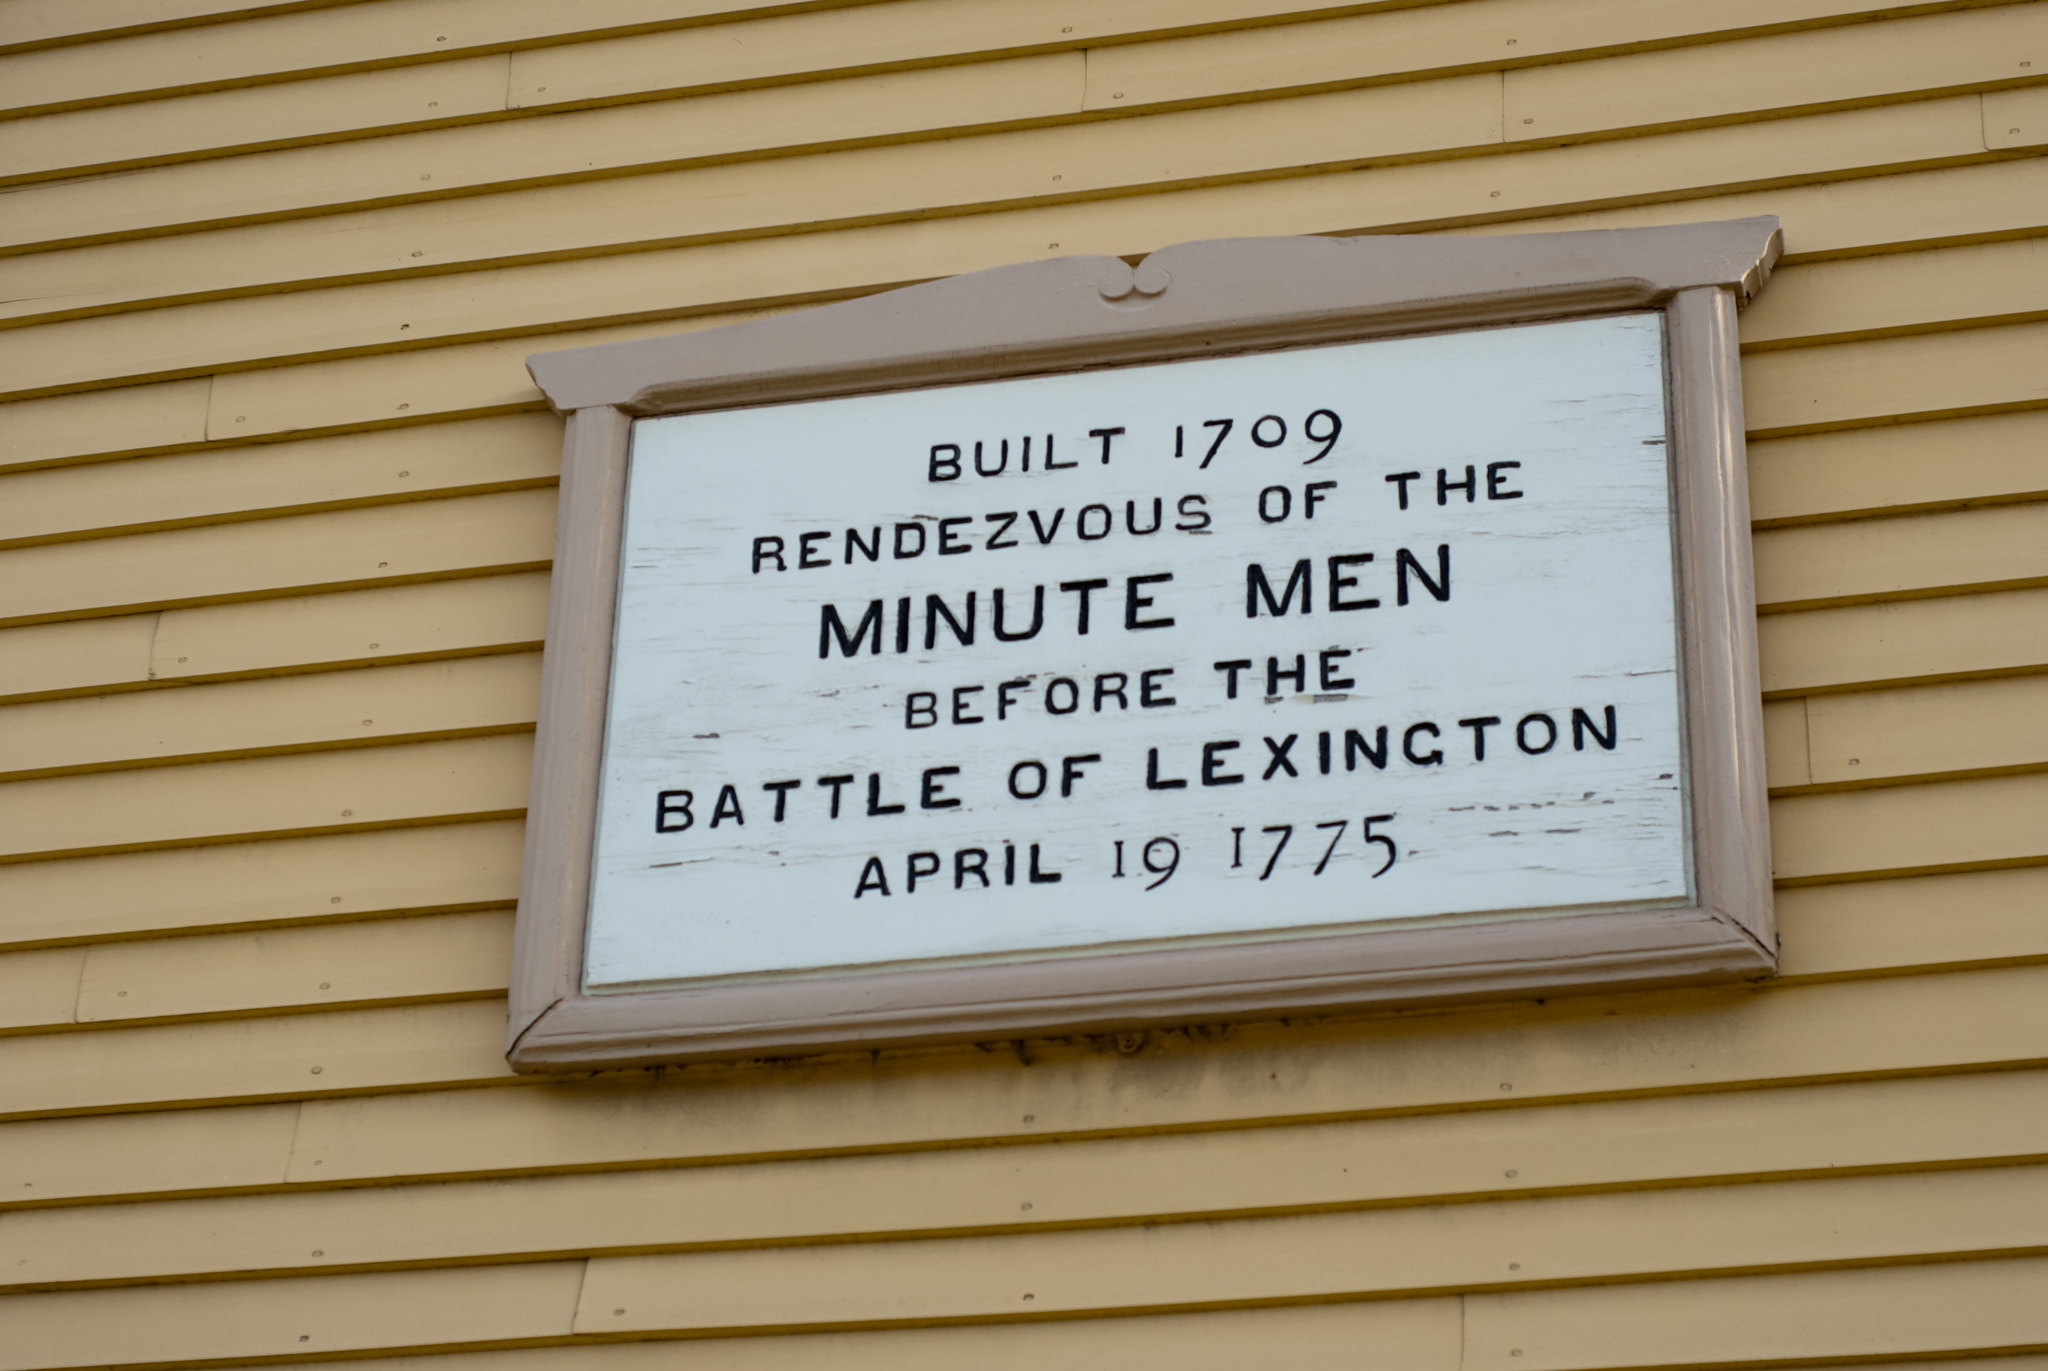 BUILT 1709
RENDEZVOUS OF THE
MINUTE MEN
BEFORE THE
BATTLE OF LEXINGTON
APRIL 19 1775.